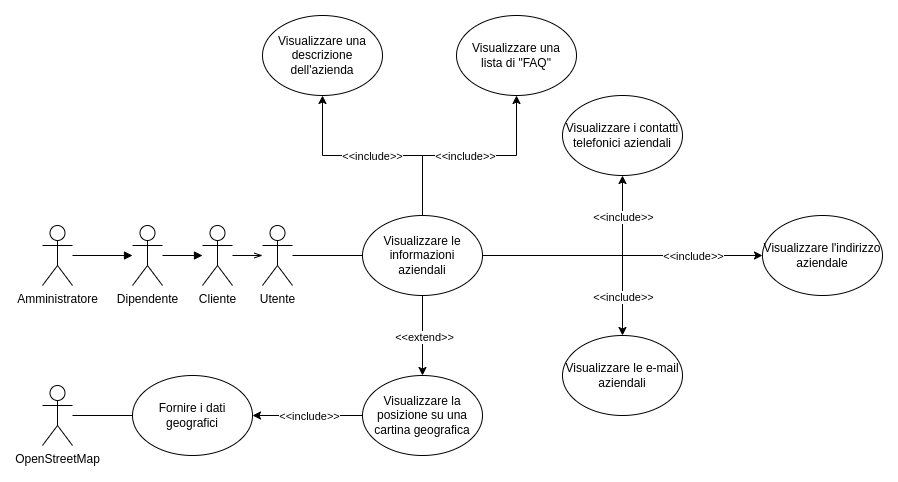 Visualizzare una
descrizione
dell'azienda
Visualizzare una
lista di "FAQ"
Visualizzare i contatti
telefonici aziendali
<<include>>
<<include>>
<<include>>
Amministratore
Dipendente
Cliente
Utente
Visualizzare le
informazioni
aziendali
<<include>>
Visualizzare l'indirizzo
aziendale
<<include>>
<<extend>>
Visualizzare le e-mail
aziendali
OpenStreetMap
Fornire i dati
geografici
<<include>>
Visualizzare la
posizione su una
cartina geografica